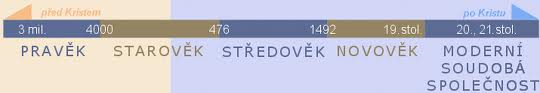 před Kristem po Kristu
3 mil. 4000 476 1492 19. stol. 20., 21. stol.
PRAVĚK STAROVĚK STŘEDOVĚK NOVOVĚK MODERNÍ
SOUDOBÁ
SPOLEČNOST